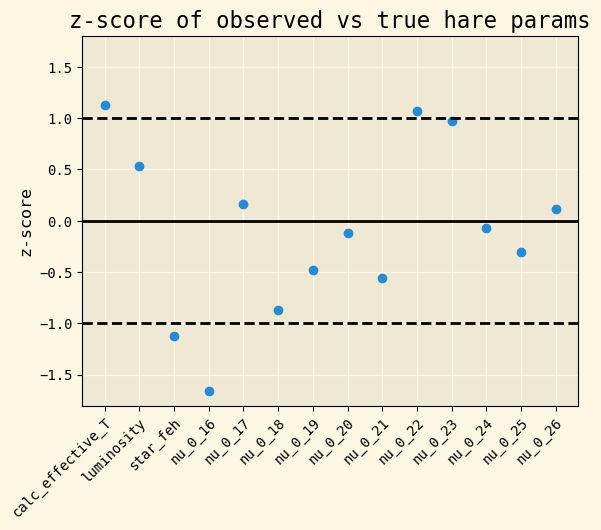 z-score of observed vs true hare params
z-score
1.5
1.0
0.5
0.0
−0.5
−1.0
−1.5
calc_effective_T
luminosity
star_feh
nu_0_16
nu_0_17
nu_0_18
nu_0_19
nu_0_20
nu_0_21
nu_0_22
nu_0_23
nu_0_24
nu_0_25
nu_0_26